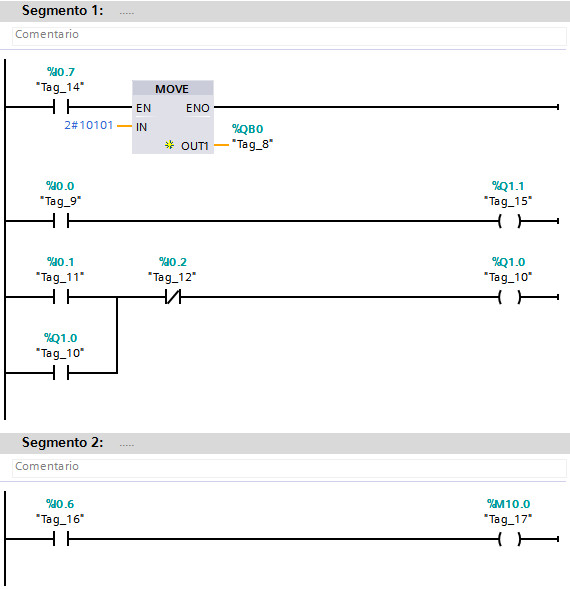 Segmento 1: .....
Comentario
%I0.7
"Tag_14"
MOVE
EN ENO
2#10101 IN
%QB0
OUT1 "Tag_8"
%I0.0 %Q1.1
"Tag_9" "Tag_15"
%I0.1 %I0.2 %Q1.0
"Tag_11" "Tag_12" "Tag_10"
%Q1.0
"Tag_10"
Segmento 2: .....
Comentario
%I0.6 %M10.0
"Tag_16" "Tag_17"